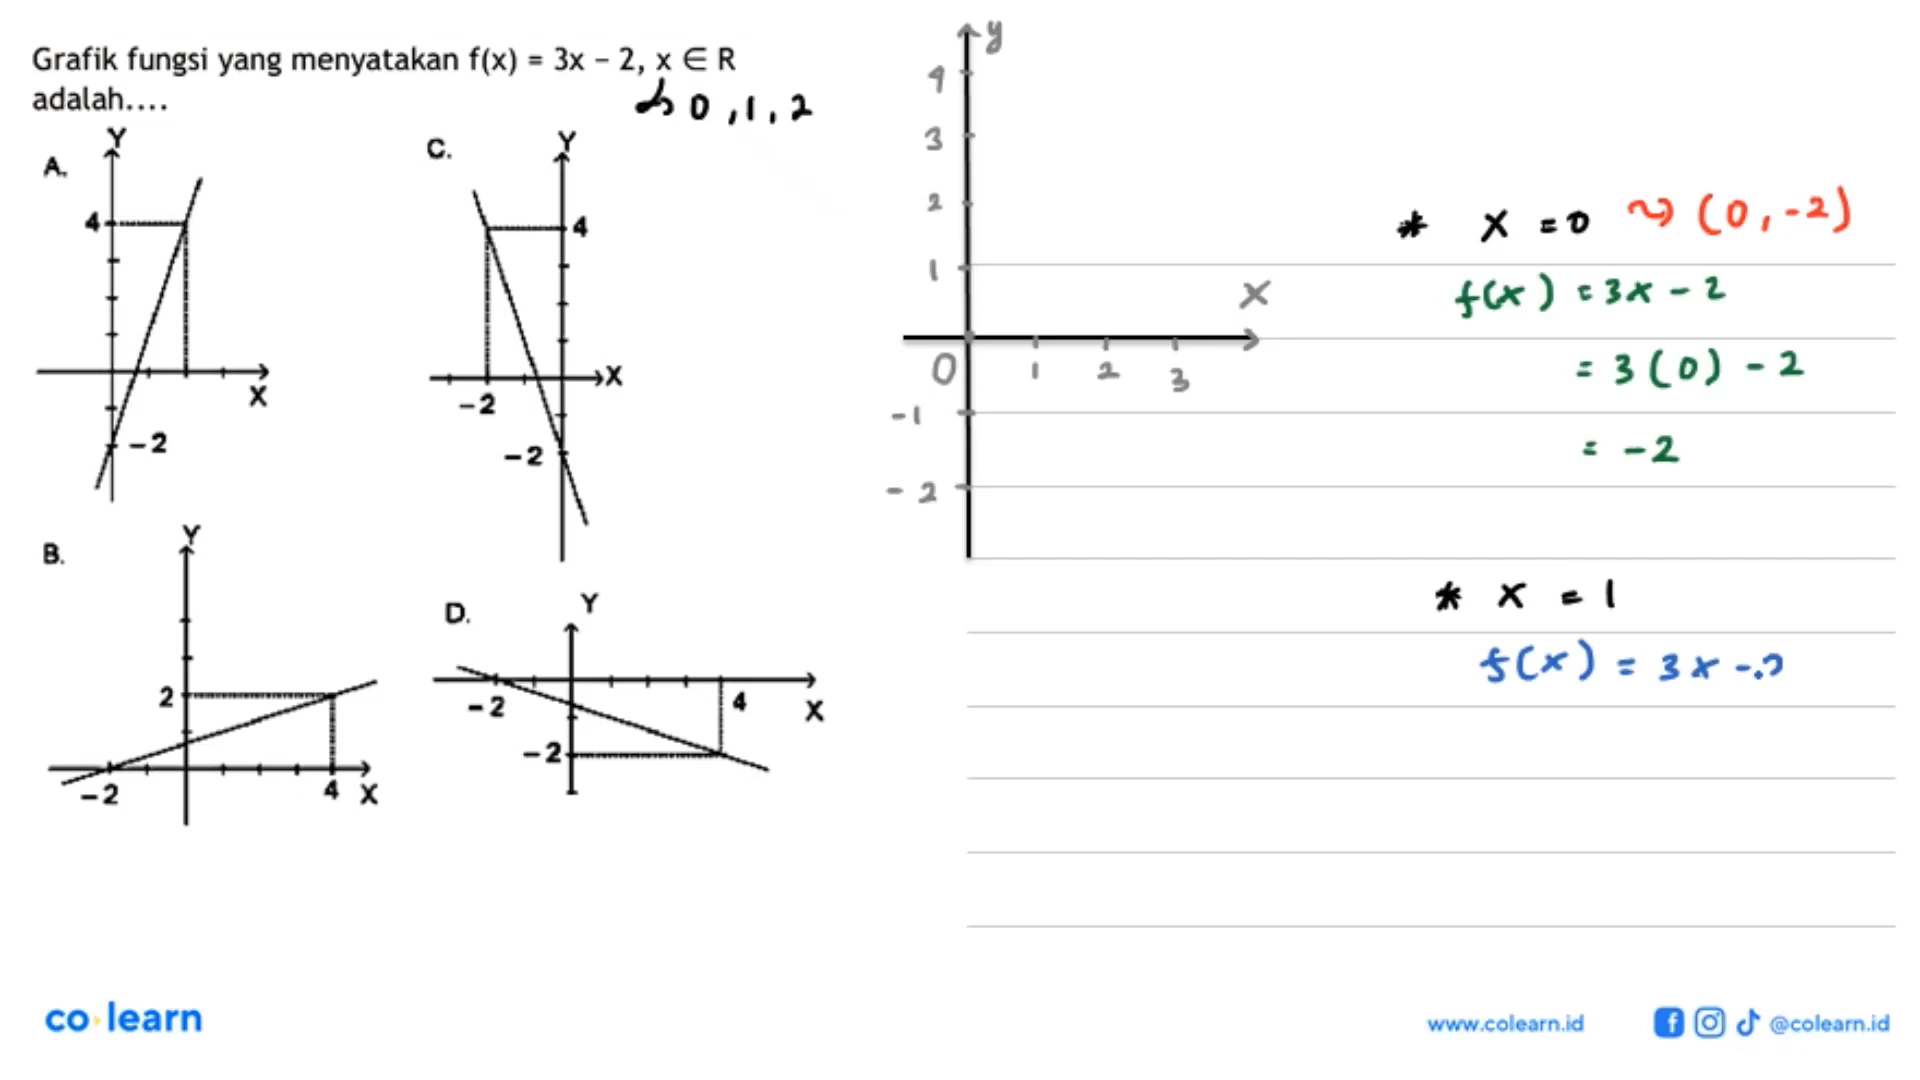 Grafik fungsi yang menyatakan f(x) = 3x – 2, x ∈ R
adalah....
0 , 1 , 2
A.
Y
4
X
-2
C.
Y
4
X
-2
-2
B.
Y
2
-2
4
X
D.
Y
-2
4
X
-2
y
4
3
2
1
X
0
1
2
3
-1
-2
* x = 0 ⤳ (0, -2)
f(x) = 3x - 2
= 3(0) - 2
= -2
* x = 1
f(x) = 3x -
co learn
www.colearn.id
@colearn.id